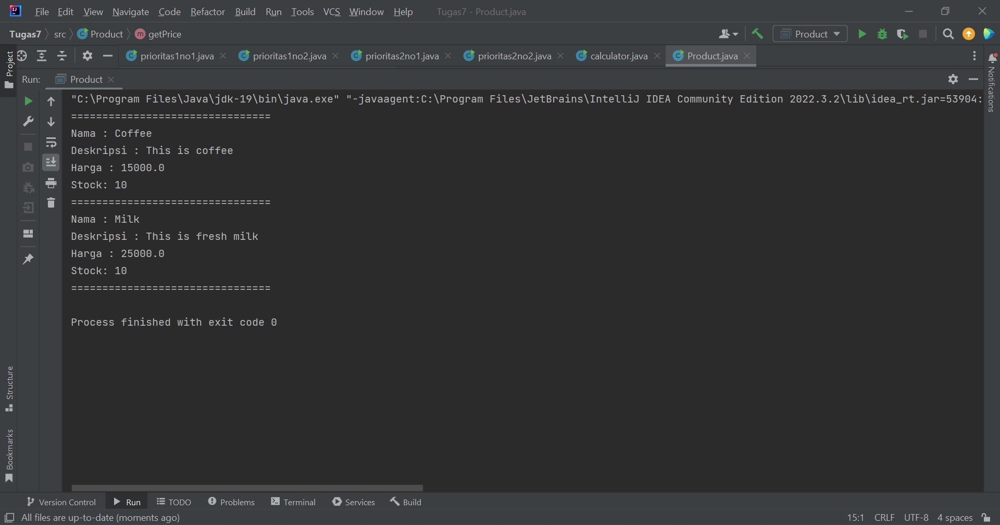 File Edit View Navigate Code Refactor Build Run Tools VCS Window Help Tugas7 - Product.java
Tugas7 src Product getPrice Product
Project
prioritas1no1.java prioritas1no2.java prioritas2no1.java prioritas2no2.java calculator.java Product.java
Notifications
Run: Product
"C:\Program Files\Java\jdk-19\bin\java.exe" "-javaagent:C:\Program Files\JetBrains\IntelliJ IDEA Community Edition 2022.3.2\lib\idea_rt.jar=53904:
================================
Nama : Coffee
Deskripsi : This is coffee
Harga : 15000.0
Stock: 10
================================
Nama : Milk
Deskripsi : This is fresh milk
Harga : 25000.0
Stock: 10
================================
Process finished with exit code 0
Structure
Bookmarks
Version Control Run TODO Problems Terminal Services Build
All files are up-to-date (moments ago) 15:1 CRLF UTF-8 4 spaces